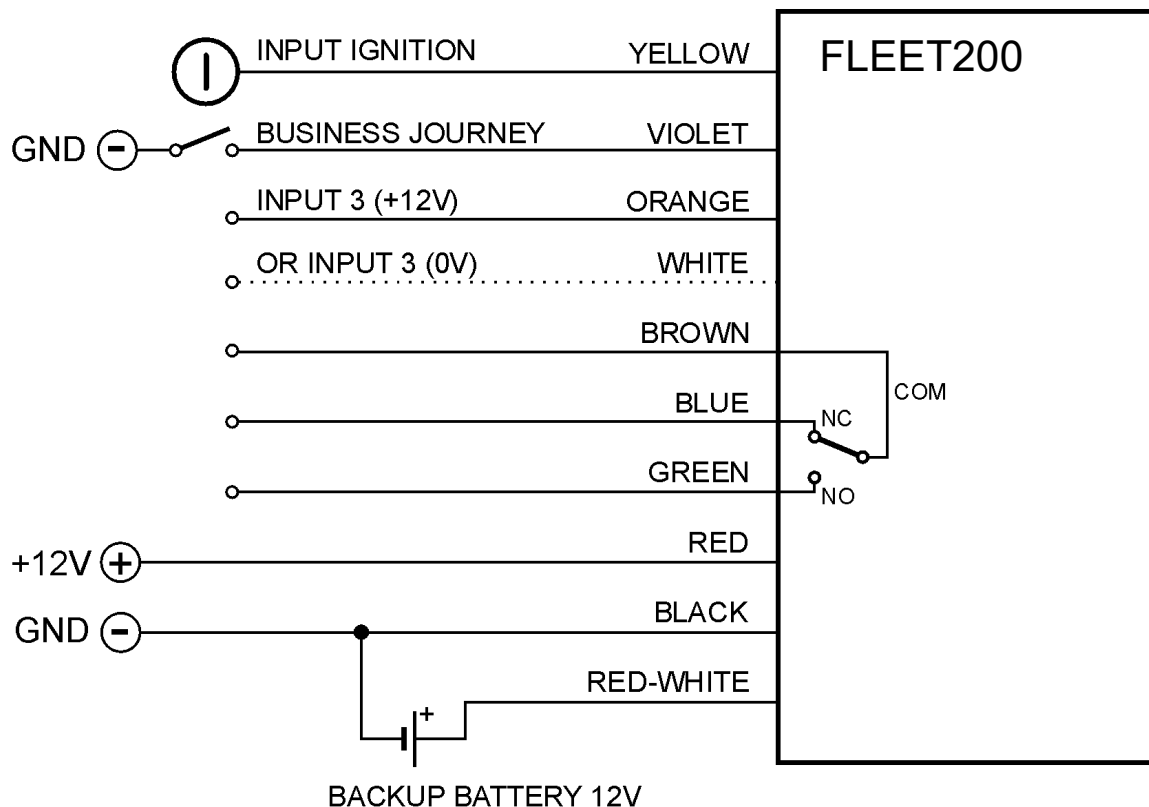 FLEET200
INPUT IGNITION YELLOW
GND - BUSINESS JOURNEY VIOLET
INPUT 3 (+12V) ORANGE
OR INPUT 3 (0V) WHITE
BROWN
COM
BLUE NC
GREEN NO
+12V + RED
GND - BLACK
RED-WHITE
+
BACKUP BATTERY 12V